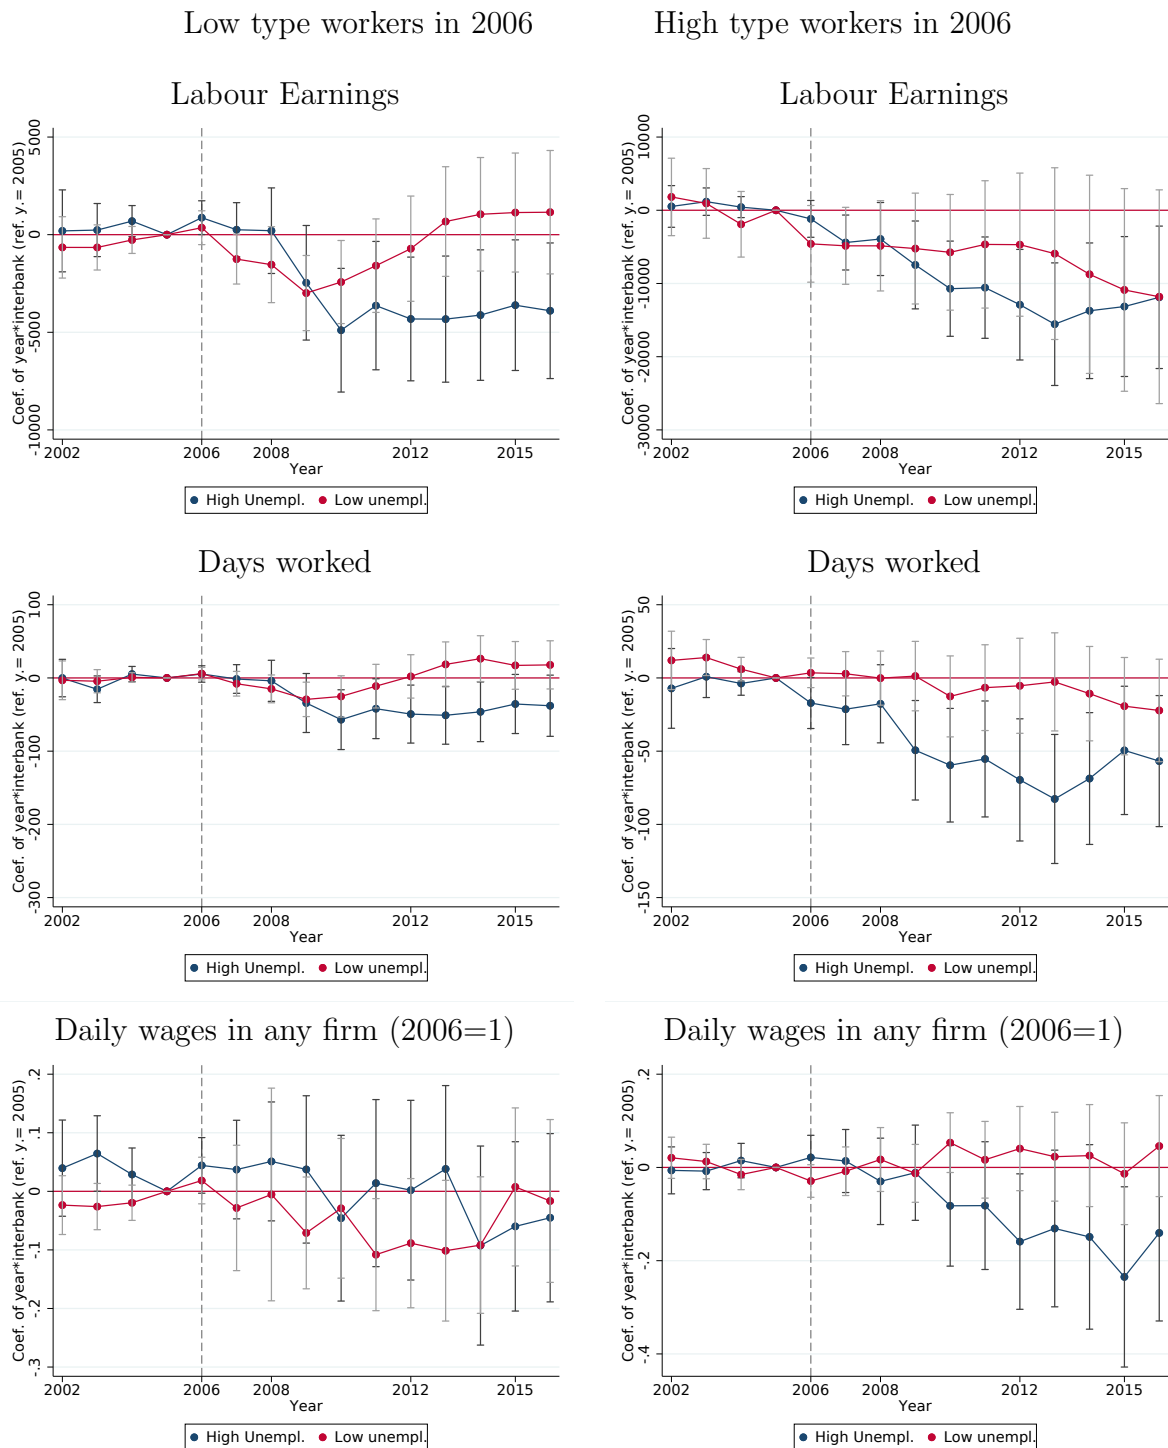 Low type workers in 2006
High type workers in 2006
Labour Earnings
Labour Earnings
Coef. of year*interbank (ref. y.= 2005)
5000
0
-5000
-10000
2002
2006
2008
2012
2015
Year
High Unempl.
Low unempl.
Coef. of year*interbank (ref. y.= 2005)
10000
0
-10000
-20000
-30000
2002
2006
2008
2012
2015
Year
High Unempl.
Low unempl.
Days worked
Days worked
Coef. of year*interbank (ref. y.= 2005)
100
0
-100
-200
-300
2002
2006
2008
2012
2015
Year
High Unempl.
Low unempl.
Coef. of year*interbank (ref. y.= 2005)
50
0
-50
-100
-150
2002
2006
2008
2012
2015
Year
High Unempl.
Low unempl.
Daily wages in any firm (2006=1)
Daily wages in any firm (2006=1)
Coef. of year*interbank (ref. y.= 2005)
.2
.1
0
-.1
-.2
-.3
2002
2006
2008
2012
2015
Year
High Unempl.
Low unempl.
Coef. of year*interbank (ref. y.= 2005)
.2
0
-.2
-.4
2002
2006
2008
2012
2015
Year
High Unempl.
Low unempl.